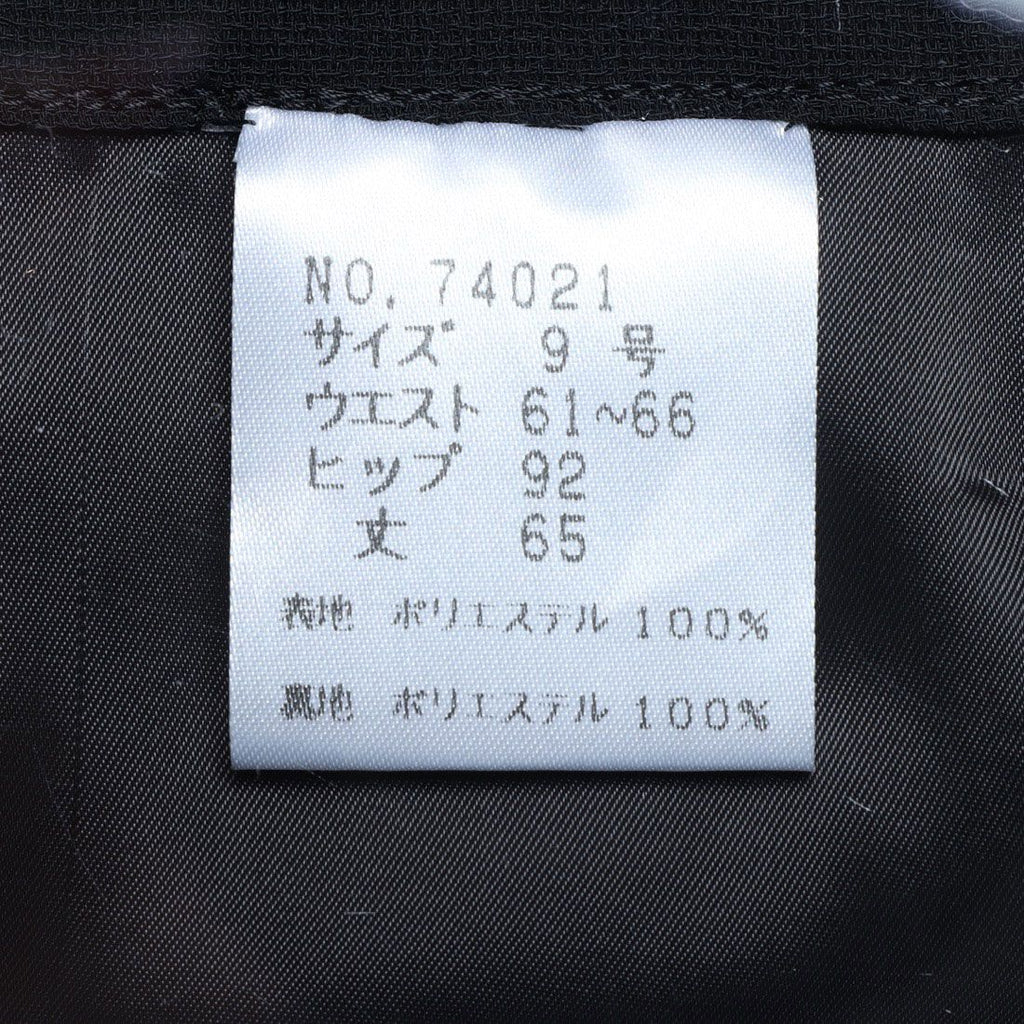 NO. 74021
サイズ 9 号
ウエスト 61~66
ヒップ 92
丈 65
表地 ポリエステル 100%
裏地 ポリエステル 100%